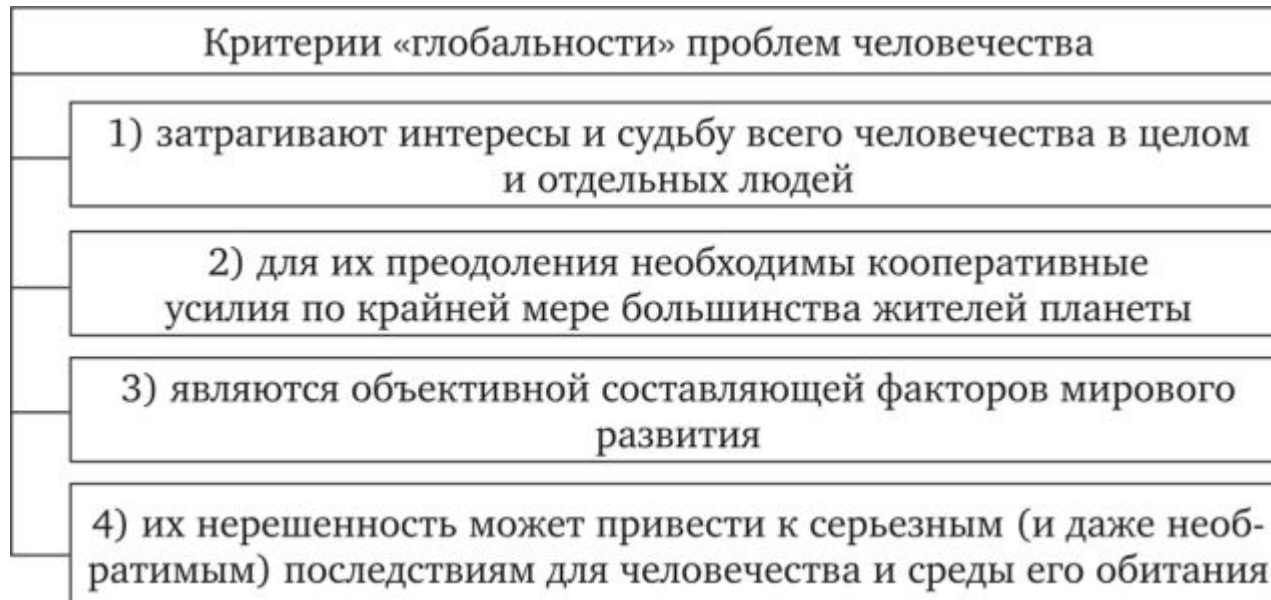 Критерии «глобальности» проблем человечества
1) затрагивают интересы и судьбу всего человечества в целом
и отдельных людей
2) для их преодоления необходимы кооперативные
усилия по крайней мере большинства жителей планеты
3) являются объективной составляющей факторов мирового
развития
4) их нерешенность может привести к серьезным (и даже необ-
ратимым) последствиям для человечества и среды его обитания